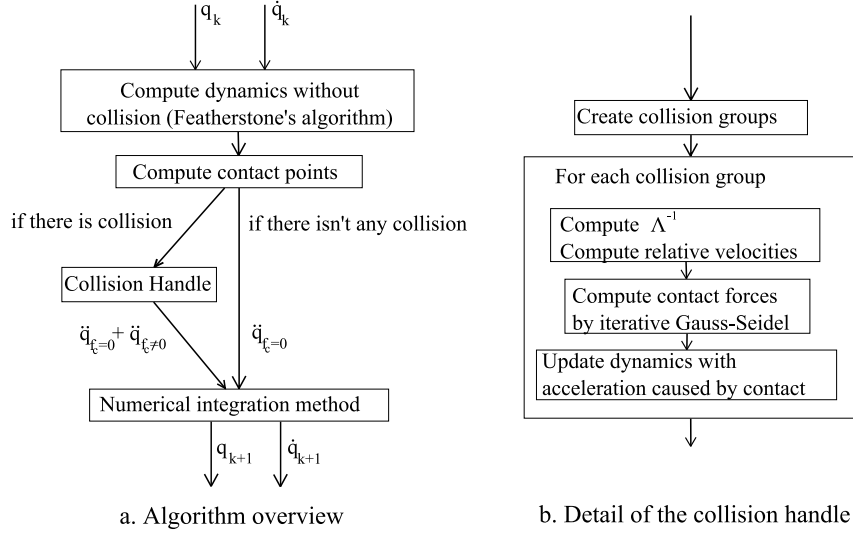 q_k q̇_k
Compute dynamics without
collision (Featherstone's algorithm)
Compute contact points
if there is collision
if there isn't any collision
Collision Handle
q̈_{f_c=0} + q̈_{f_c≠0}
q̈_{f_c=0}
Numerical integration method
q_{k+1} q̇_{k+1}
a. Algorithm overview
Create collision groups
For each collision group
Compute Λ^{-1}
Compute relative velocities
Compute contact forces
by iterative Gauss-Seidel
Update dynamics with
acceleration caused by contact
b. Detail of the collision handle